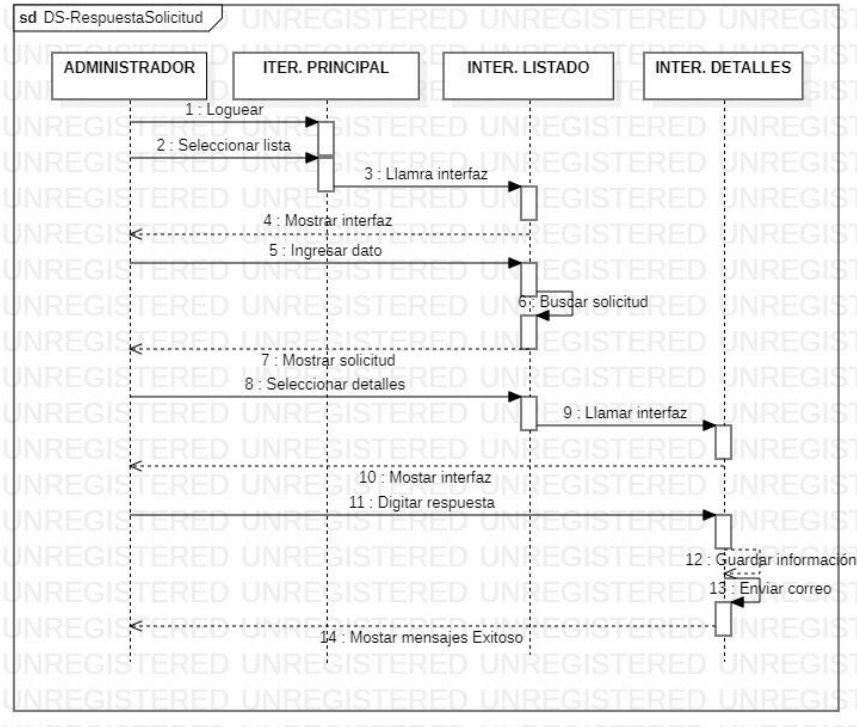 sd DS-RespuestaSolicitud
ADMINISTRADOR
ITER. PRINCIPAL
INTER. LISTADO
INTER. DETALLES
1 : Loguear
2 : Seleccionar lista
3 : Llamra interfaz
4 : Mostrar interfaz
5 : Ingresar dato
6 : Buscar solicitud
7 : Mostrar solicitud
8 : Seleccionar detalles
9 : Llamar interfaz
10 : Mostar interfaz
11 : Digitar respuesta
12 : Guardar información
13 : Enviar correo
14 : Mostar mensajes Exitoso
UNREGISTERED